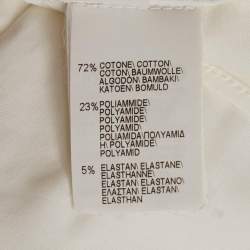 72% COTONE\ COTTON\
COTON\ BAUMWOLLE\
ALGODÓN\ BAMBAKI\
KATOEN\ BOMULD
23% POLIAMMIDE/
POLYAMIDE\
POLYAMIDE\
POLYAMID\
POLIAMIDA\ ΠΟΛΥΑΜΙΔ
Η\ POLYAMIDE\
POLYAMID
5% ELASTAN\ ELASTANE\
ELASTHANNE\
ELASTAN\ ELASTANO\
ΕΛΑΣΤΑΝ\ ELASTAN\
ELASTHAN